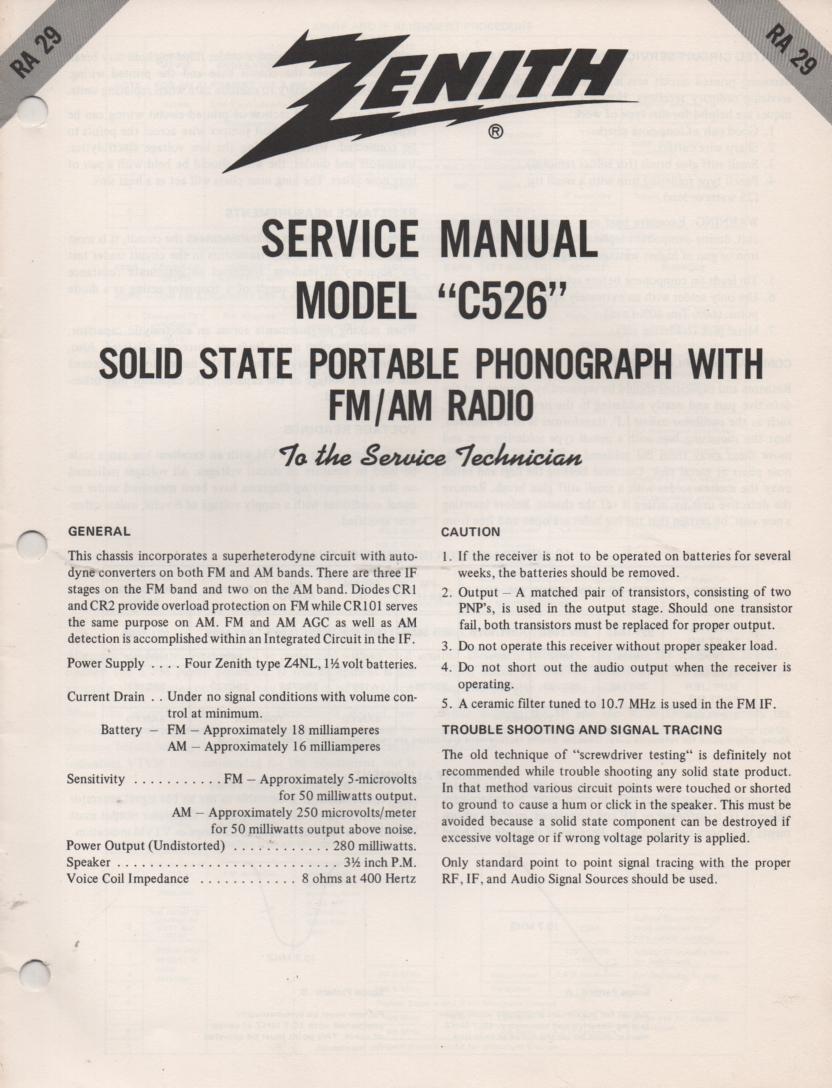 RA 29
RA 29
ZENITH
®
SERVICE MANUAL
MODEL “C526”
SOLID STATE PORTABLE PHONOGRAPH WITH
FM/AM RADIO
To the Service Technician
GENERAL
This chassis incorporates a superheterodyne circuit with auto-
dyne converters on both FM and AM bands. There are three IF
stages on the FM band and two on the AM band. Diodes CR1
and CR2 provide overload protection on FM while CR101 serves
the same purpose on AM. FM and AM AGC as well as AM
detection is accomplished within an Integrated Circuit in the IF.
Power Supply . . . . Four Zenith type Z4NL, 1½ volt batteries.
Current Drain . . Under no signal conditions with volume con-
trol at minimum.
Battery – FM – Approximately 18 milliamperes
AM – Approximately 16 milliamperes
Sensitivity . . . . . . . . . . . FM – Approximately 5-microvolts
for 50 milliwatts output.
AM – Approximately 250 microvolts/meter
for 50 milliwatts output above noise.
Power Output (Undistorted) . . . . . . . . . . . . 280 milliwatts.
Speaker . . . . . . . . . . . . . . . . . . . . . . . . . . . 3½ inch P.M.
Voice Coil Impedance . . . . . . . . . . . . 8 ohms at 400 Hertz
CAUTION
1. If the receiver is not to be operated on batteries for several
weeks, the batteries should be removed.
2. Output – A matched pair of transistors, consisting of two
PNP's, is used in the output stage. Should one transistor
fail, both transistors must be replaced for proper output.
3. Do not operate this receiver without proper speaker load.
4. Do not short out the audio output when the receiver is
operating.
5. A ceramic filter tuned to 10.7 MHz is used in the FM IF.
TROUBLE SHOOTING AND SIGNAL TRACING
The old technique of “screwdriver testing“ is definitely not
recommended while trouble shooting any solid state product.
In that method various circuit points were touched or shorted
to ground to cause a hum or click in the speaker. This must be
avoided because a solid state component can be destroyed if
excessive voltage or if wrong voltage polarity is applied.
Only standard point to point signal tracing with the proper
RF, IF, and Audio Signal Sources should be used.